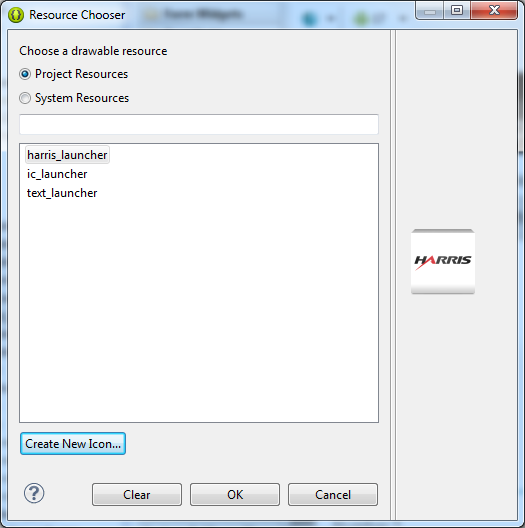 Resource Chooser
Choose a drawable resource
Project Resources
System Resources
harris_launcher
ic_launcher
text_launcher
HARRIS
Create New Icon...
?
Clear
OK
Cancel